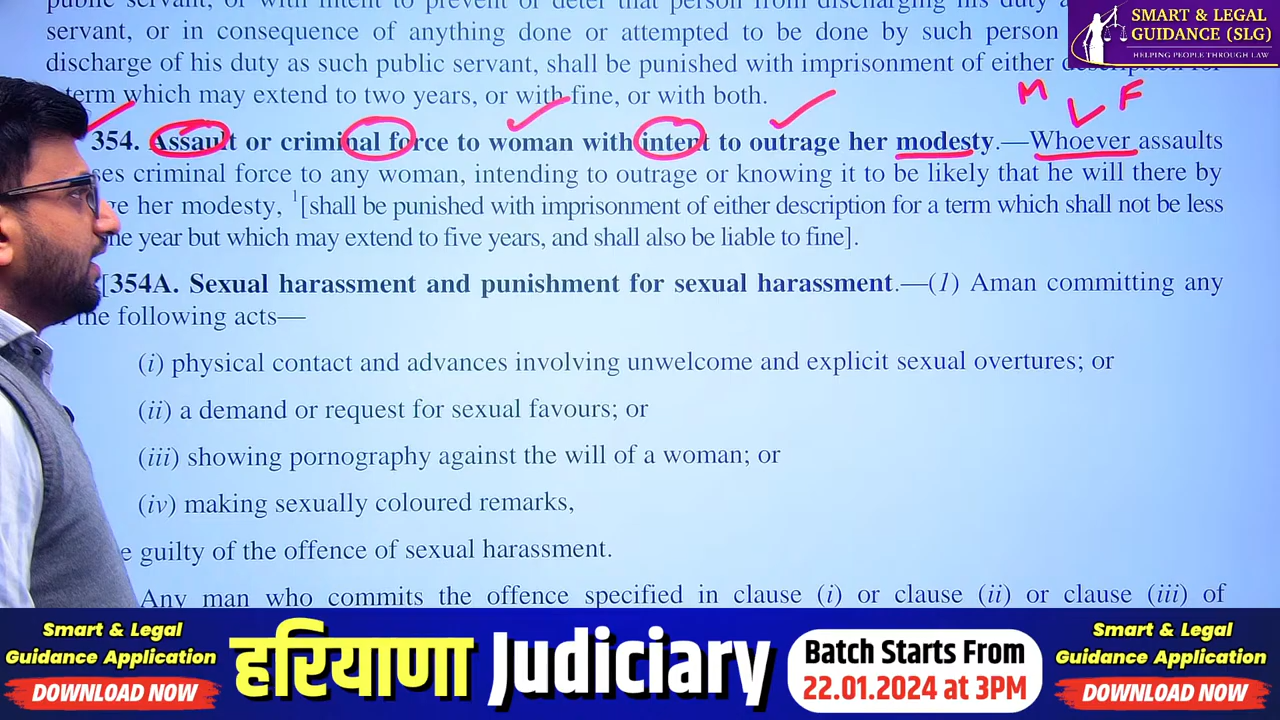 public servant, or with intent to prevent or deter that person from discharging his duty a
servant, or in consequence of anything done or attempted to be done by such person
discharge of his duty as such public servant, shall be punished with imprisonment of either description for
term which may extend to two years, or with fine, or with both.
M F
354. Assault or criminal force to woman with intent to outrage her modesty.—Whoever assaults
ses criminal force to any woman, intending to outrage or knowing it to be likely that he will there by
ge her modesty, 1[shall be punished with imprisonment of either description for a term which shall not be less
one year but which may extend to five years, and shall also be liable to fine].
[354A. Sexual harassment and punishment for sexual harassment.—(1) Aman committing any
the following acts—
(i) physical contact and advances involving unwelcome and explicit sexual overtures; or
(ii) a demand or request for sexual favours; or
(iii) showing pornography against the will of a woman; or
(iv) making sexually coloured remarks,
e guilty of the offence of sexual harassment.
Any man who commits the offence specified in clause (i) or clause (ii) or clause (iii) of
SMART & LEGAL
GUIDANCE (SLG)
HELPING PEOPLE THROUGH LAW
Smart & Legal
Guidance Application
DOWNLOAD NOW
हरियाणा Judiciary
Batch Starts From
22.01.2024 at 3PM
Smart & Legal
Guidance Application
DOWNLOAD NOW